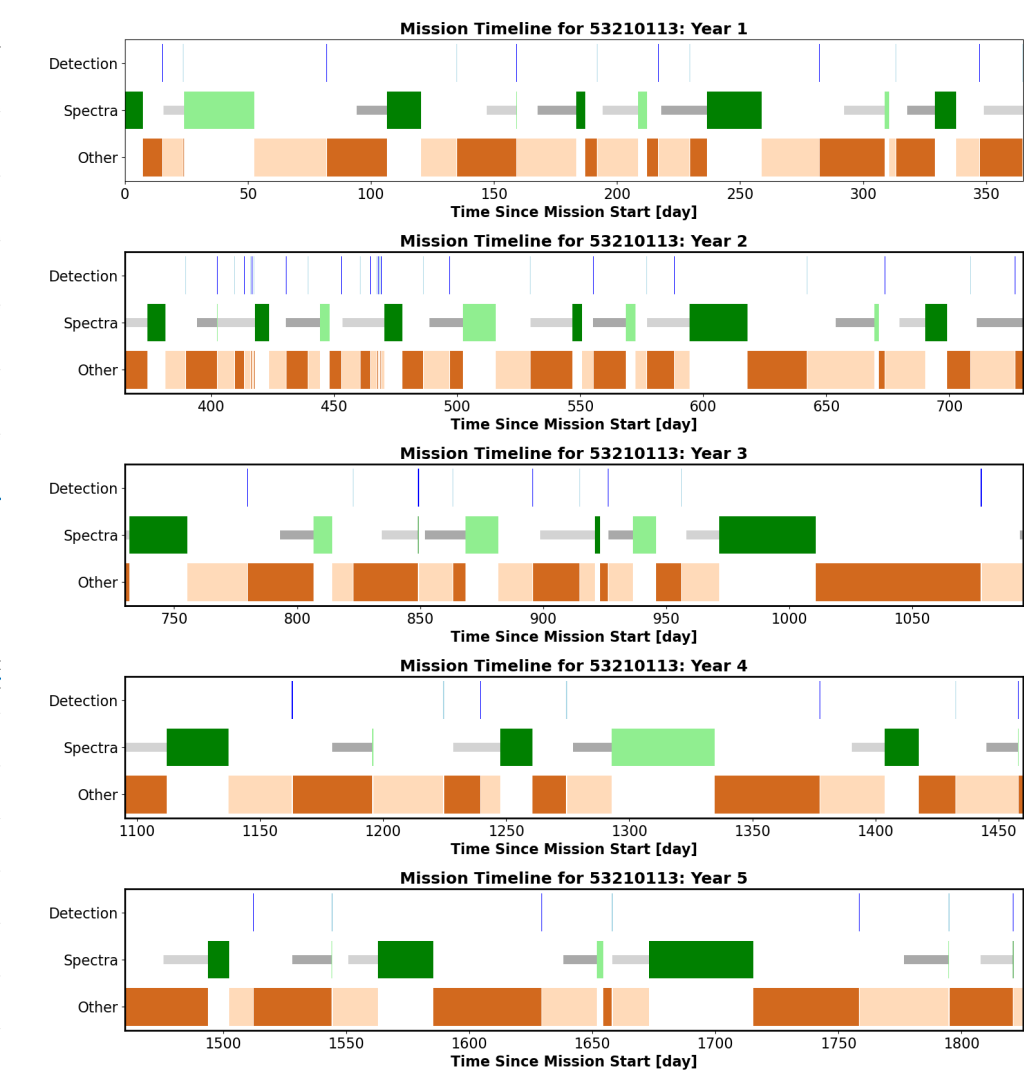 Mission Timeline for 53210113: Year 1
Detection
Spectra
Other
0 50 100 150 200 250 300 350
Time Since Mission Start [day]
Mission Timeline for 53210113: Year 2
Detection
Spectra
Other
400 450 500 550 600 650 700
Time Since Mission Start [day]
Mission Timeline for 53210113: Year 3
Detection
Spectra
Other
750 800 850 900 950 1000 1050
Time Since Mission Start [day]
Mission Timeline for 53210113: Year 4
Detection
Spectra
Other
1100 1150 1200 1250 1300 1350 1400 1450
Time Since Mission Start [day]
Mission Timeline for 53210113: Year 5
Detection
Spectra
Other
1500 1550 1600 1650 1700 1750 1800
Time Since Mission Start [day]